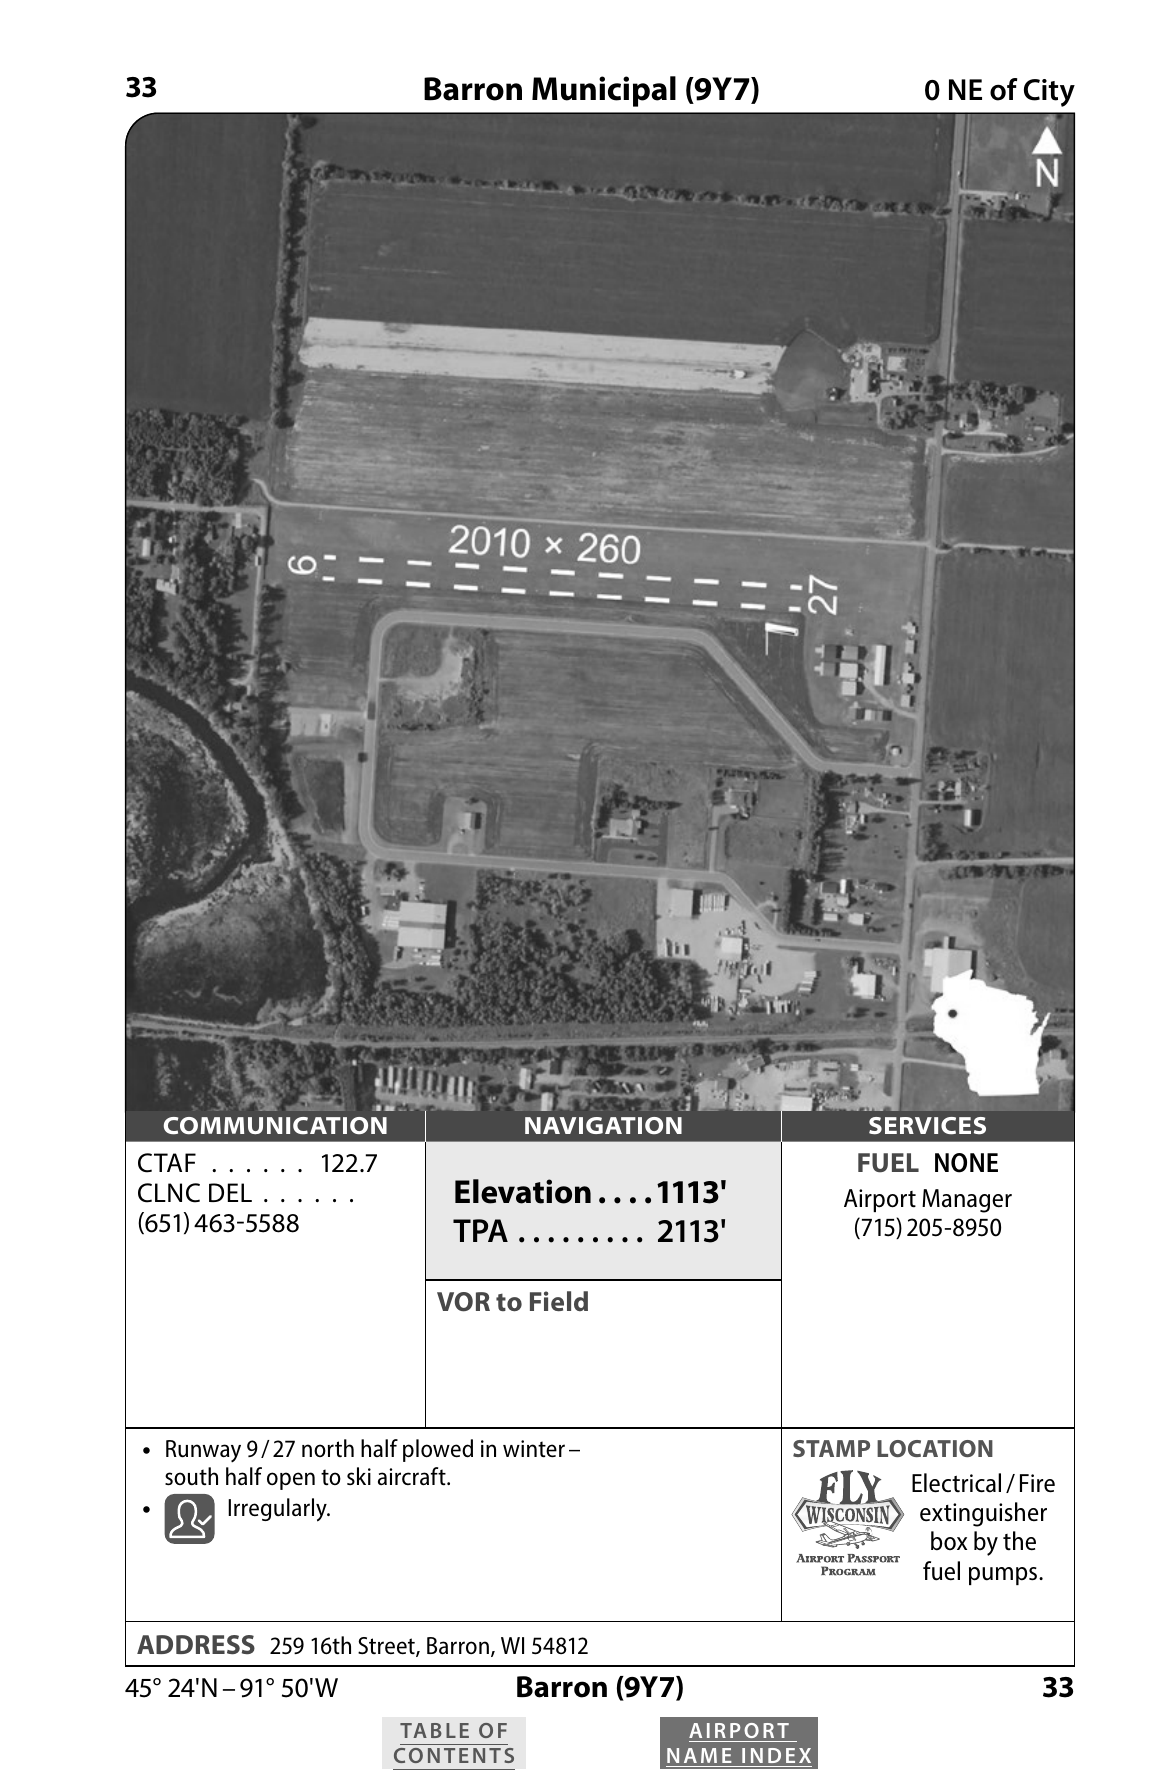 33 Barron Municipal (9Y7) 0 NE of City
N
2010 × 260
9
27
COMMUNICATION NAVIGATION SERVICES
CTAF . . . . . . 122.7
CLNC DEL . . . . . .
(651) 463-5588
Elevation . . . . 1113'
TPA . . . . . . . . . 2113'
VOR to Field
FUEL NONE
Airport Manager
(715) 205-8950
• Runway 9 / 27 north half plowed in winter –
south half open to ski aircraft.
• Irregularly.
STAMP LOCATION
FLY
WISCONSIN
AIRPORT PASSPORT
PROGRAM
Electrical / Fire
extinguisher
box by the
fuel pumps.
ADDRESS 259 16th Street, Barron, WI 54812
45° 24'N – 91° 50'W Barron (9Y7) 33
TABLE OF
CONTENTS
AIRPORT
NAME INDEX